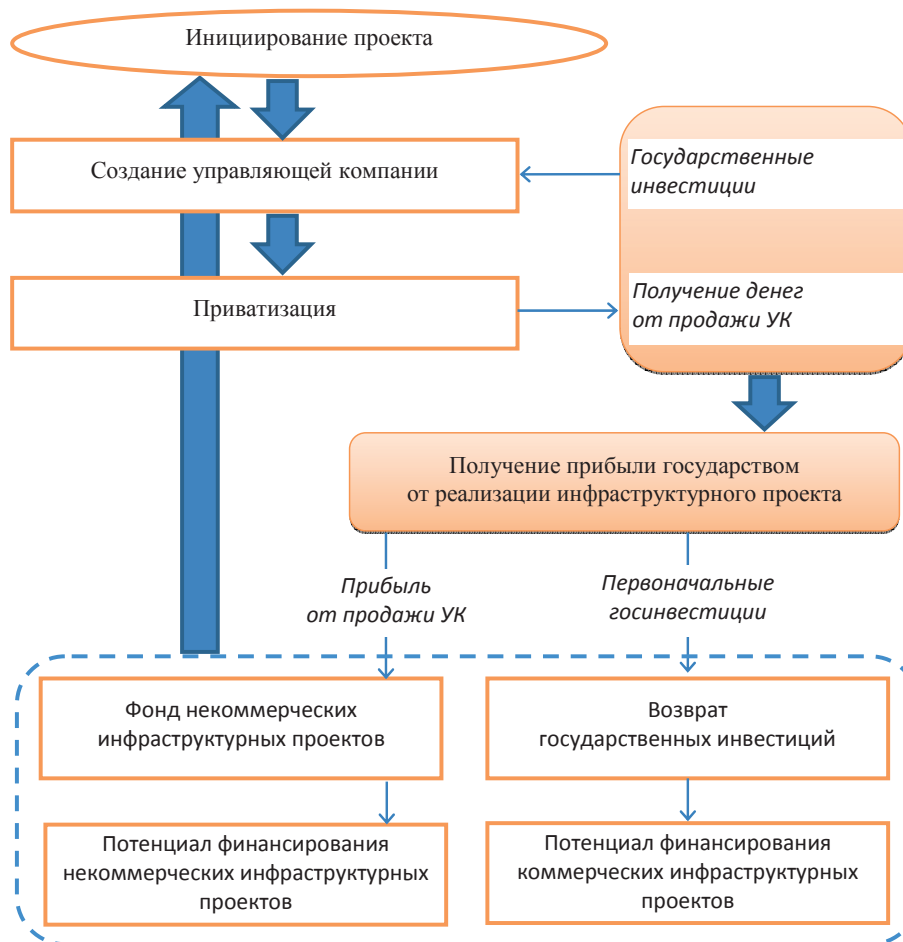 Инициирование проекта
Создание управляющей компании
Государственные
инвестиции
Приватизация
Получение денег
от продажи УК
Получение прибыли государством
от реализации инфраструктурного проекта
Прибыль
от продажи УК
Первоначальные
госинвестиции
Фонд некоммерческих
инфраструктурных проектов
Возврат
государственных инвестиций
Потенциал финансирования
некоммерческих инфраструктурных
проектов
Потенциал финансирования
коммерческих инфраструктурных
проектов